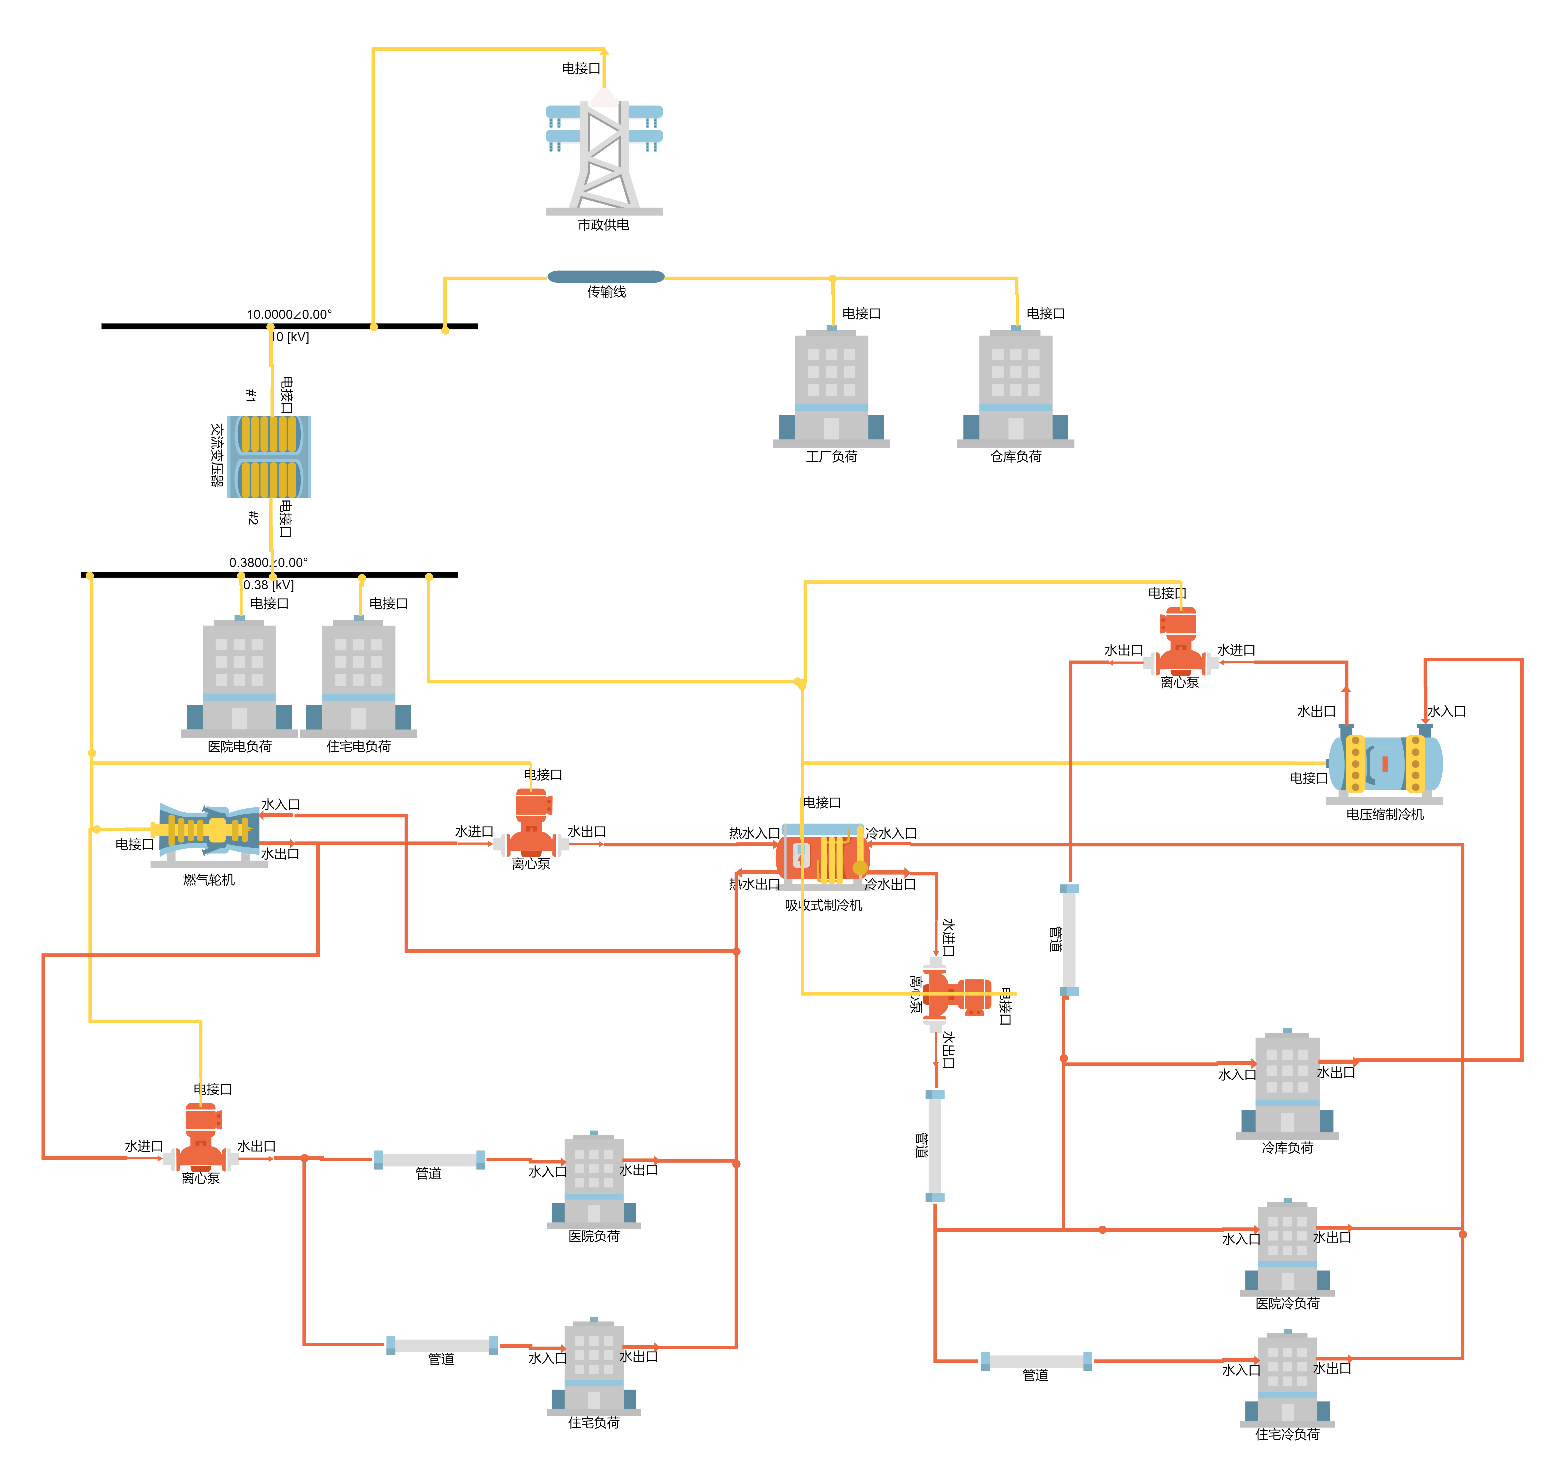 电接口
市政供电
传输线
10.0000∠0.00°
10 [kV]
电接口
电接口
工厂负荷
仓库负荷
电接口
#1
交流变压器
#2
电接口
0.3800∠0.00°
0.38 [kV]
电接口
电接口
医院电负荷
住宅电负荷
电接口
水出口
水进口
离心泵
水出口
水入口
电接口
电压缩制冷机
电接口
水进口
水出口
离心泵
水入口
电接口
水出口
燃气轮机
电接口
热水入口
冷水入口
热水出口
冷水出口
吸收式制冷机
水进口
离心泵
电接口
水出口
管道
管道
水入口
水出口
冷库负荷
电接口
水进口
水出口
离心泵
管道
水入口
水出口
医院负荷
水入口
水出口
医院冷负荷
管道
水入口
水出口
住宅负荷
管道
水入口
水出口
住宅冷负荷